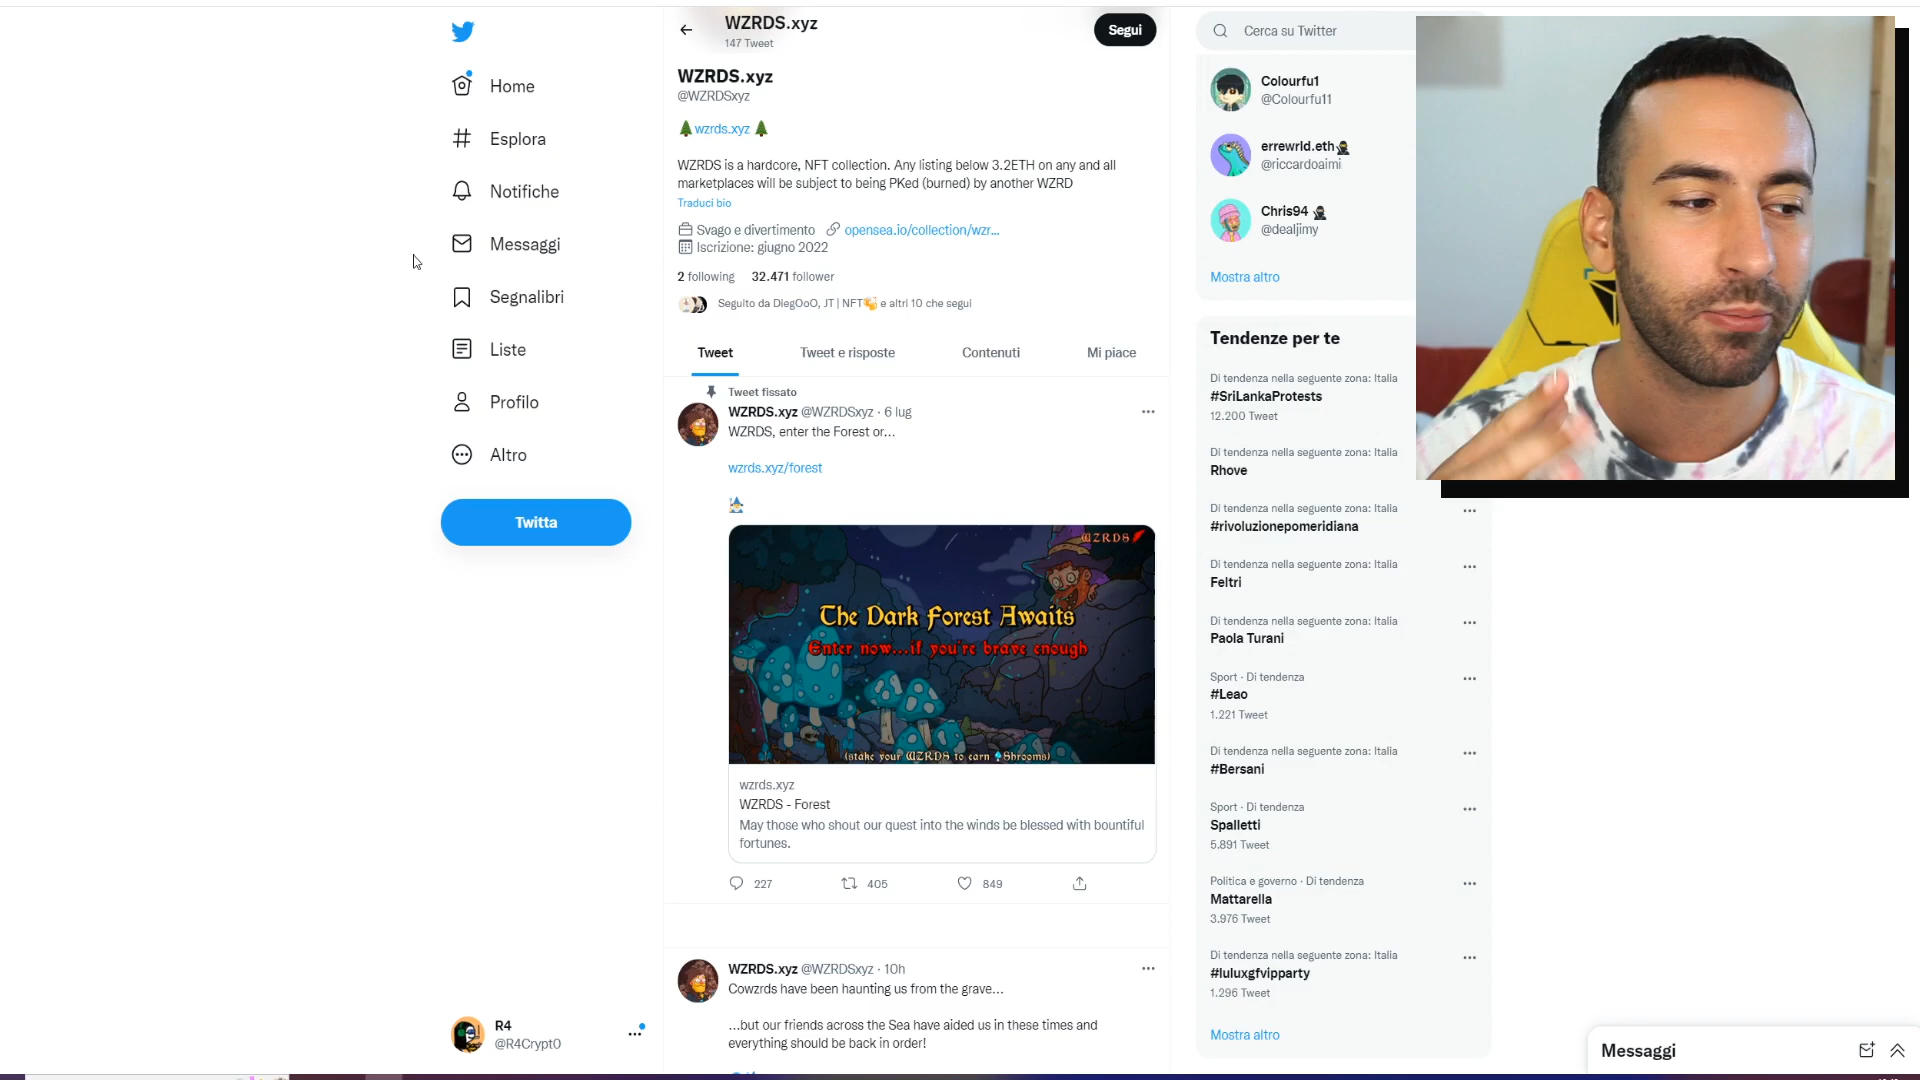 WZRDS.xyz
147 Tweet
Segui
Cerca su Twitter
Home
Esplora
Notifiche
Messaggi
Segnalibri
Liste
Profilo
Altro
Twitta
R4
@R4Crypt0
WZRDS.xyz
@WZRDSxyz
🌲wzrds.xyz 🌲
WZRDS is a hardcore, NFT collection. Any listing below 3.2ETH on any and all
marketplaces will be subject to being PKed (burned) by another WZRD
Traduci bio
Svago e divertimento opensea.io/collection/wzr...
Iscrizione: giugno 2022
2 following 32.471 follower
Seguito da DiegOoO, JT | NFT👏 e altri 10 che segui
Tweet Tweet e risposte Contenuti Mi piace
Tweet fissato
WZRDS.xyz @WZRDSxyz · 6 lug
WZRDS, enter the Forest or...
wzrds.xyz/forest
WZRDS
The Dark Forest Awaits
Enter now...if you're brave enough
(stake your WZRDS to earn Shrooms)
wzrds.xyz
WZRDS - Forest
May those who shout our quest into the winds be blessed with bountiful
fortunes.
227 405 849
WZRDS.xyz @WZRDSxyz · 10h
Cowzrds have been haunting us from the grave...
...but our friends across the Sea have aided us in these times and
everything should be back in order!
Colourfu1
@Colourfu11
errewrld.eth
@riccardoaimi
Chris94
@dealjimy
Mostra altro
Tendenze per te
Di tendenza nella seguente zona: Italia
#SriLankaProtests
12.200 Tweet
Di tendenza nella seguente zona: Italia
Rhove
Di tendenza nella seguente zona: Italia
#rivoluzionepomeridiana
Di tendenza nella seguente zona: Italia
Feltri
Di tendenza nella seguente zona: Italia
Paola Turani
Sport · Di tendenza
#Leao
1.221 Tweet
Di tendenza nella seguente zona: Italia
#Bersani
Sport · Di tendenza
Spalletti
5.891 Tweet
Politica e governo · Di tendenza
Mattarella
3.976 Tweet
Di tendenza nella seguente zona: Italia
#luluxgfvipparty
1.296 Tweet
Mostra altro
Messaggi